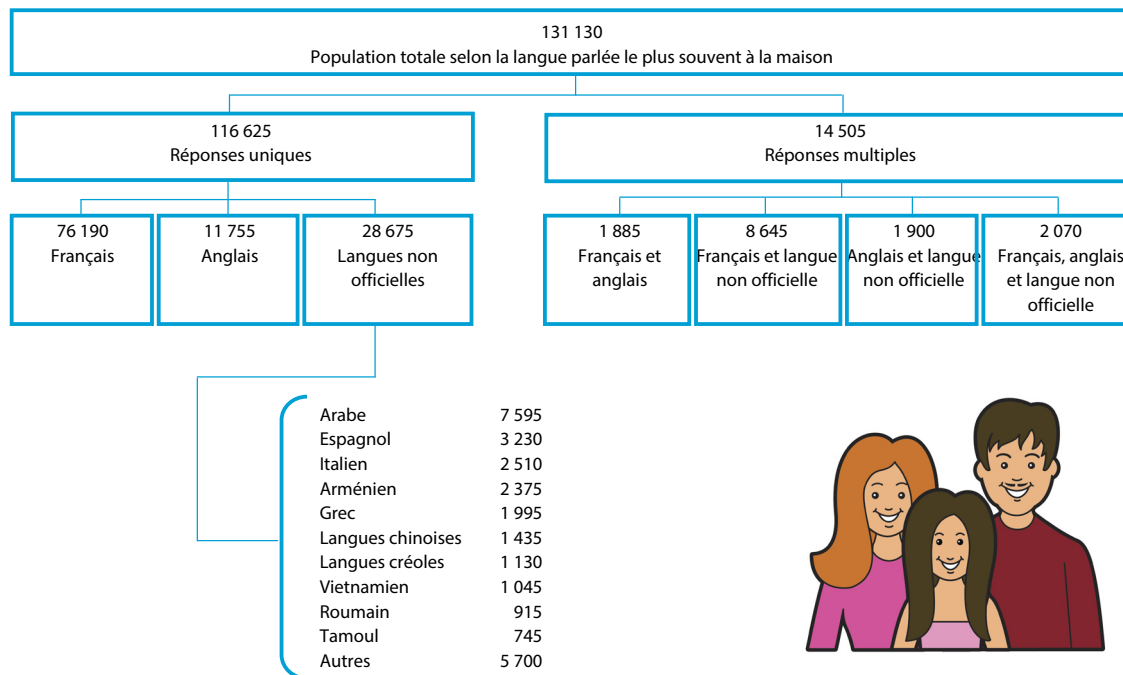 131 130
Population totale selon la langue parlée le plus souvent à la maison
116 625
Réponses uniques
14 505
Réponses multiples
76 190
Français
11 755
Anglais
28 675
Langues non
officielles
1 885
Français et
anglais
8 645
Français et langue
non officielle
1 900
Anglais et langue
non officielle
2 070
Français, anglais
et langue non
officielle
Arabe 7 595
Espagnol 3 230
Italien 2 510
Arménien 2 375
Grec 1 995
Langues chinoises 1 435
Langues créoles 1 130
Vietnamien 1 045
Roumain 915
Tamoul 745
Autres 5 700